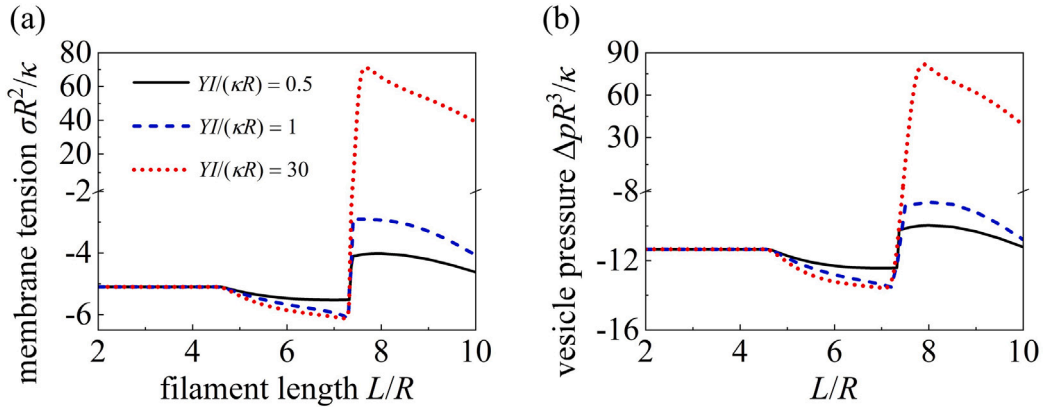 (a)
membrane tension σR²/κ
80
60
40
20
-2
-4
-6
YI/(κR) = 0.5
YI/(κR) = 1
YI/(κR) = 30
2 4 6 8 10
filament length L/R
(b)
vesicle pressure ΔpR³/κ
90
60
30
-8
-12
-16
2 4 6 8 10
L/R